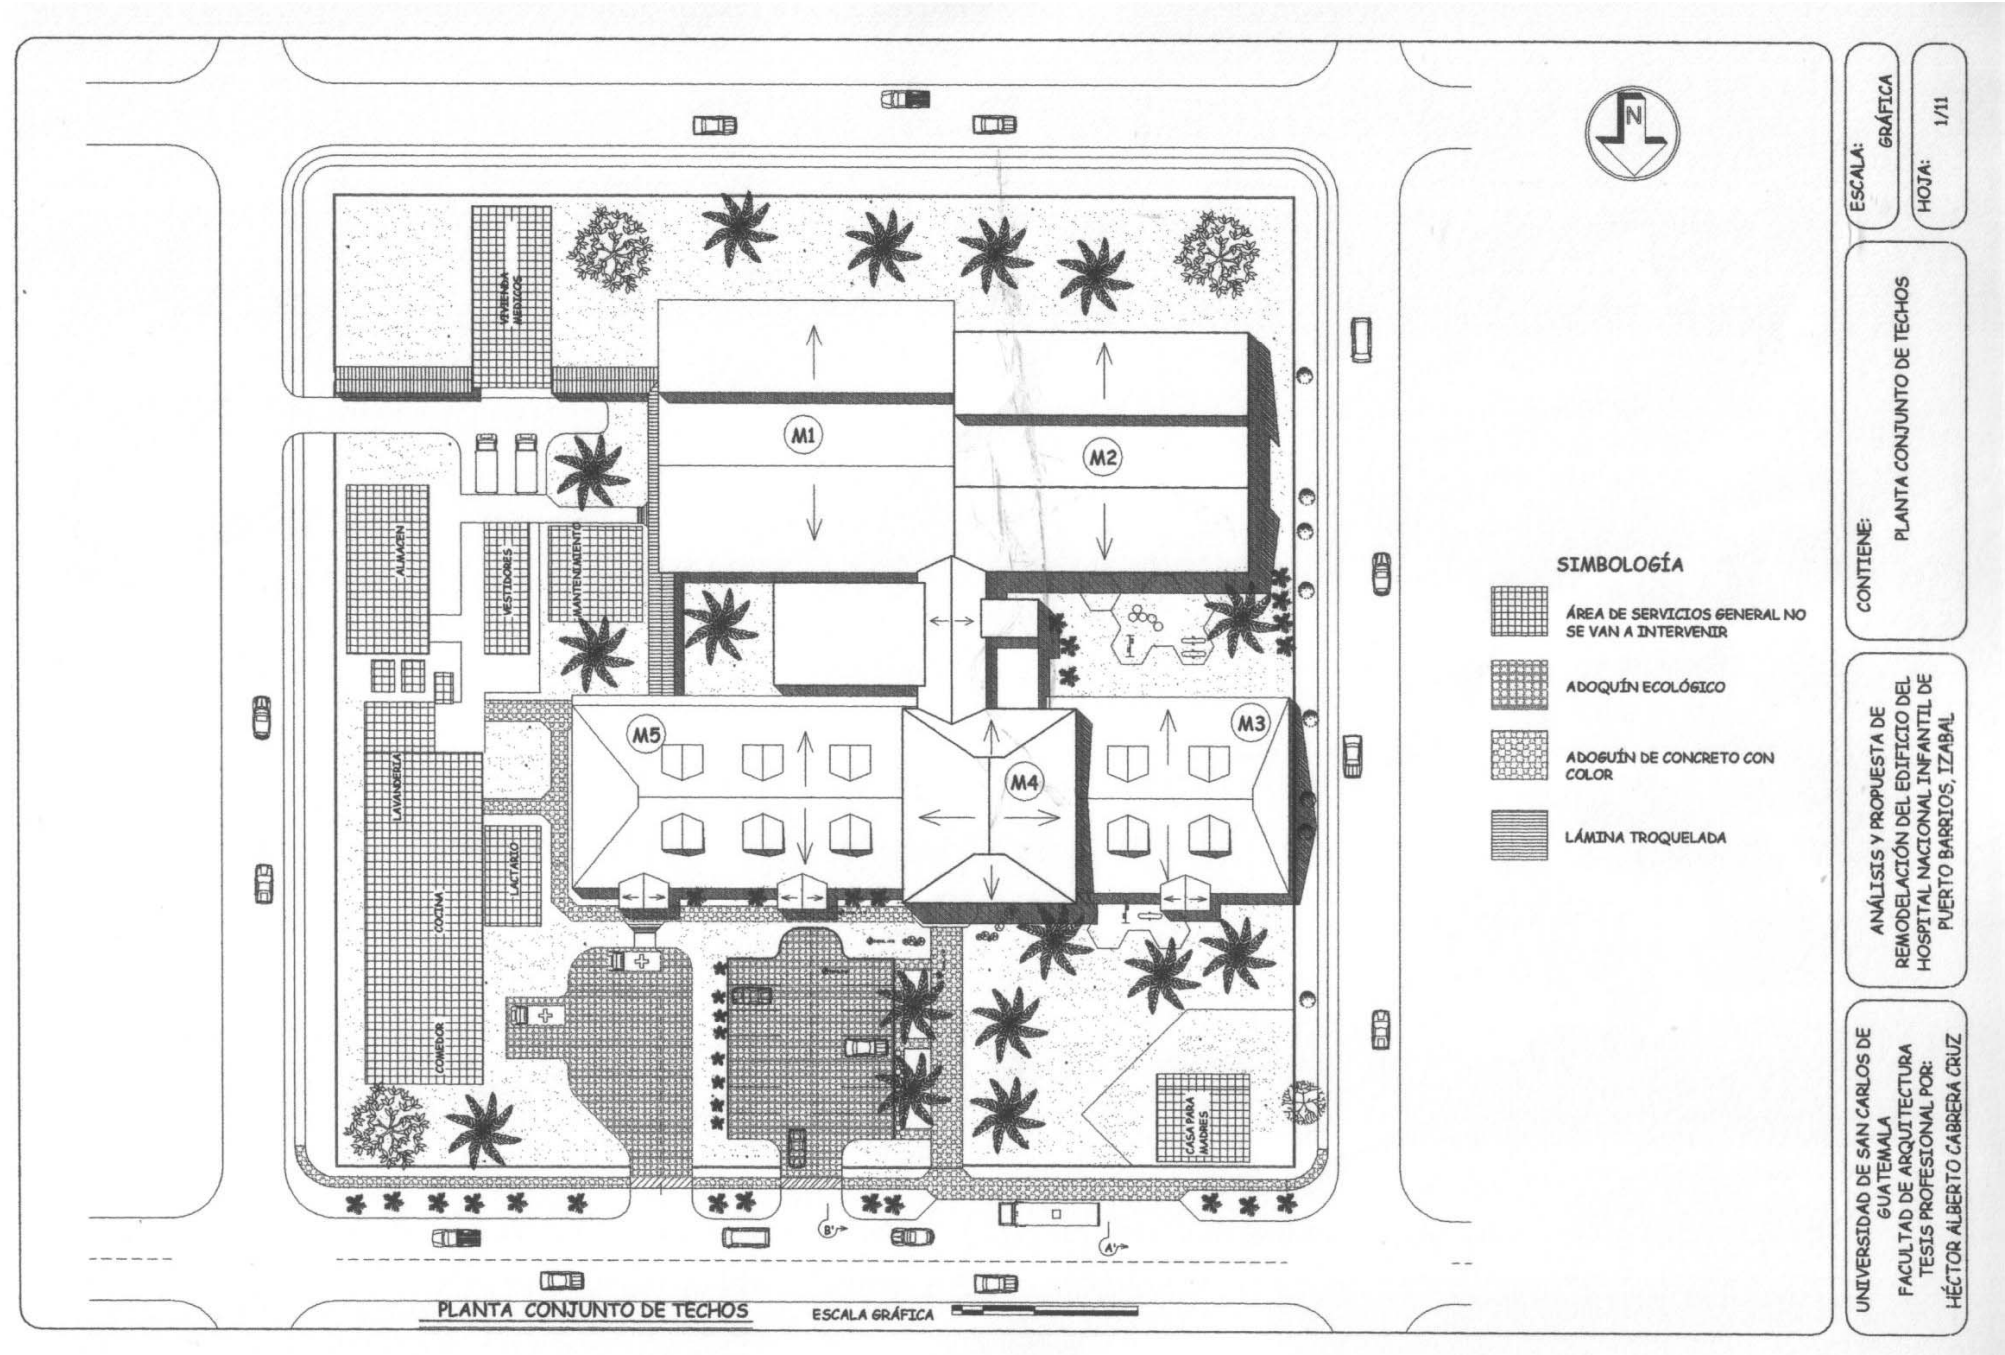 N
VIVIENDA
MEDICOS
M1
M2
ALMACEN
VESTIDORES
MANTENIMIENTO
M5
M4
M3
LAVANDERIA
LACTARIO
COCINA
COMEDOR
CASA PARA
MADRES
B'
A'
PLANTA CONJUNTO DE TECHOS
ESCALA GRÁFICA
SIMBOLOGÍA
ÁREA DE SERVICIOS GENERAL NO
SE VAN A INTERVENIR
ADOQUÍN ECOLÓGICO
ADOGUÍN DE CONCRETO CON
COLOR
LÁMINA TROQUELADA
ESCALA:
GRÁFICA
HOJA:
1/11
CONTIENE:
PLANTA CONJUNTO DE TECHOS
ANÁLISIS Y PROPUESTA DE
REMODELACIÓN DEL EDIFICIO DEL
HOSPITAL NACIONAL INFANTIL DE
PUERTO BARRIOS, IZABAL
UNIVERSIDAD DE SAN CARLOS DE
GUATEMALA
FACULTAD DE ARQUITECTURA
TESIS PROFESIONAL POR:
HÉCTOR ALBERTO CABRERA CRUZ